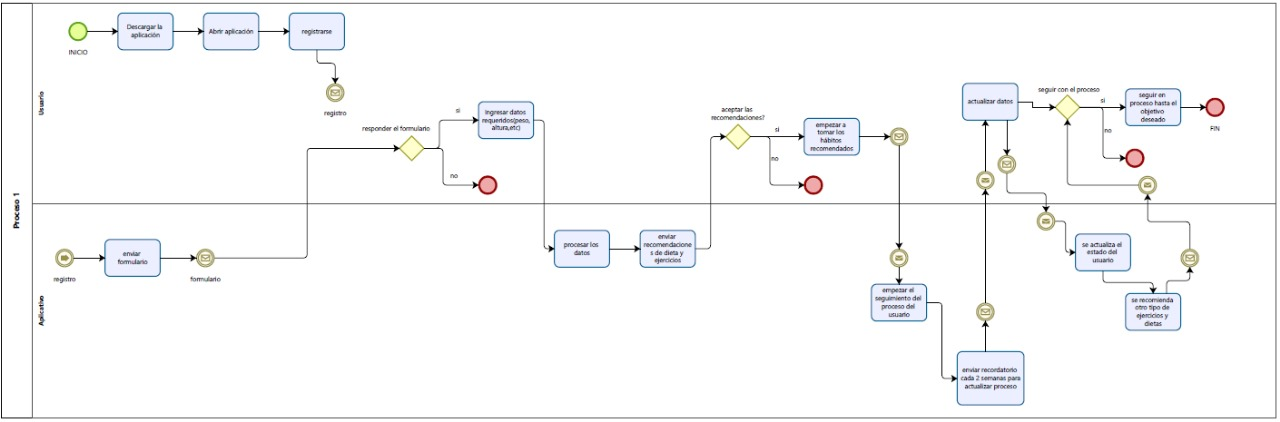 Proceso 1
Usuario
INICIO
Descargar la
aplicación
Abrir aplicación
registrarse
registro
responder el formulario
si
no
ingresar datos
requeridos(peso,
altura,etc)
aceptar las
recomendaciones?
si
no
empezar a
tomar los
hábitos
recomendados
actualizar datos
seguir con el proceso
si
no
seguir en
proceso hasta el
objetivo
deseado
FIN
Aplicativo
registro
enviar
formulario
formulario
procesar los
datos
enviar
recomendacione
s de dieta y
ejercicios
empezar el
seguimiento del
proceso del
usuario
enviar recordatorio
cada 2 semanas para
actualizar proceso
se actualiza el
estado del
usuario
se recomienda
otro tipo de
ejercicios y
dietas